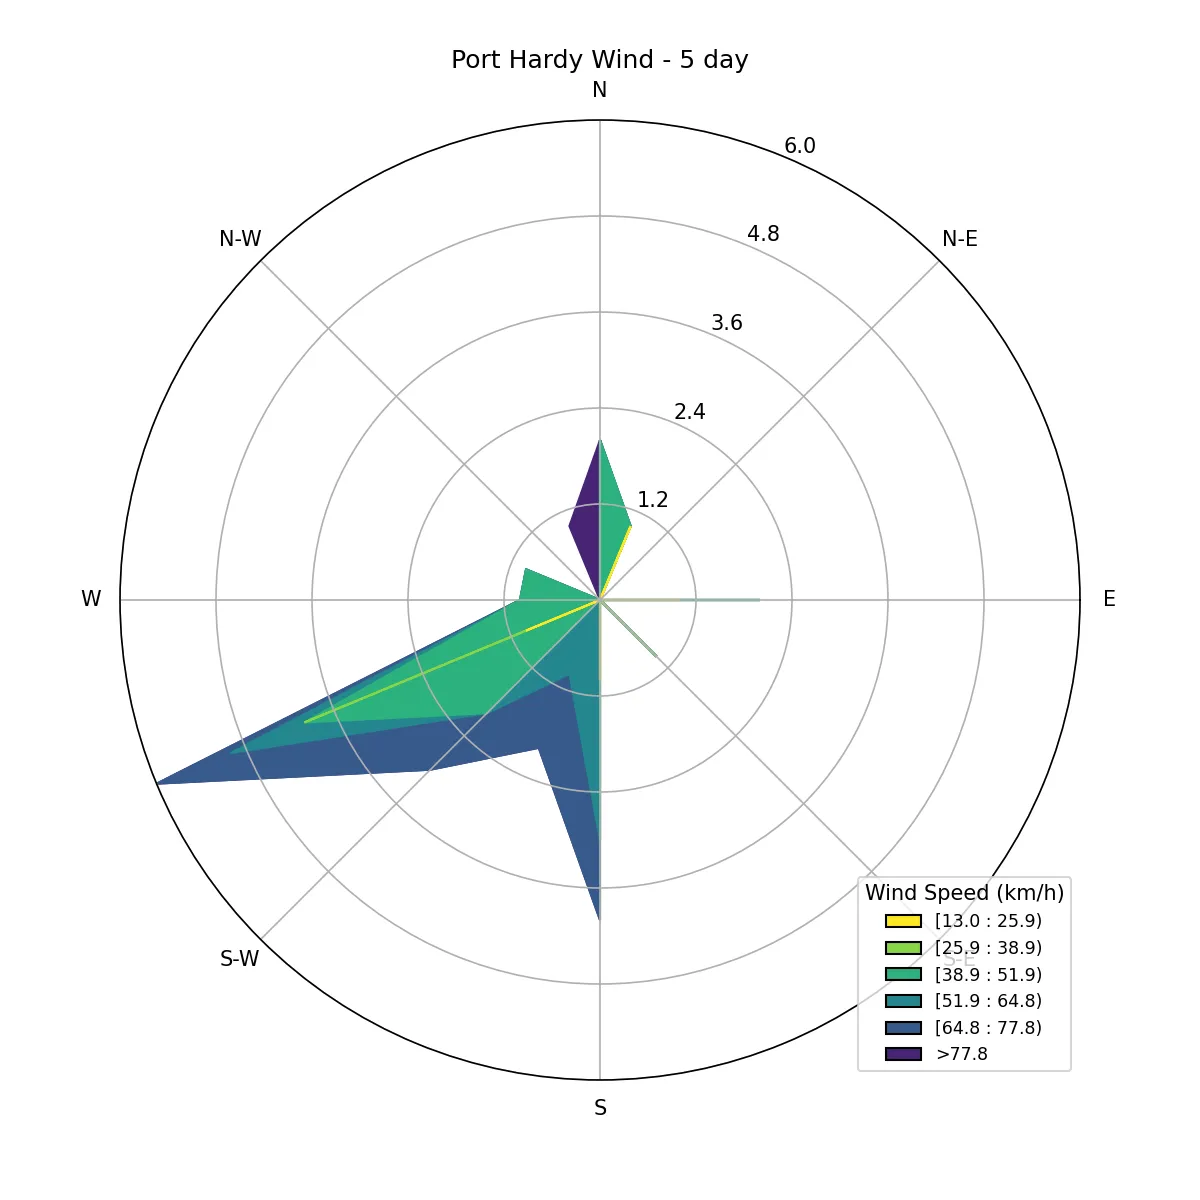 Port Hardy Wind - 5 day
N
6.0
N-W
4.8
N-E
3.6
2.4
1.2
W
E
S-W
S-E
S
Wind Speed (km/h)
[13.0 : 25.9)
[25.9 : 38.9)
[38.9 : 51.9)
[51.9 : 64.8)
[64.8 : 77.8)
>77.8